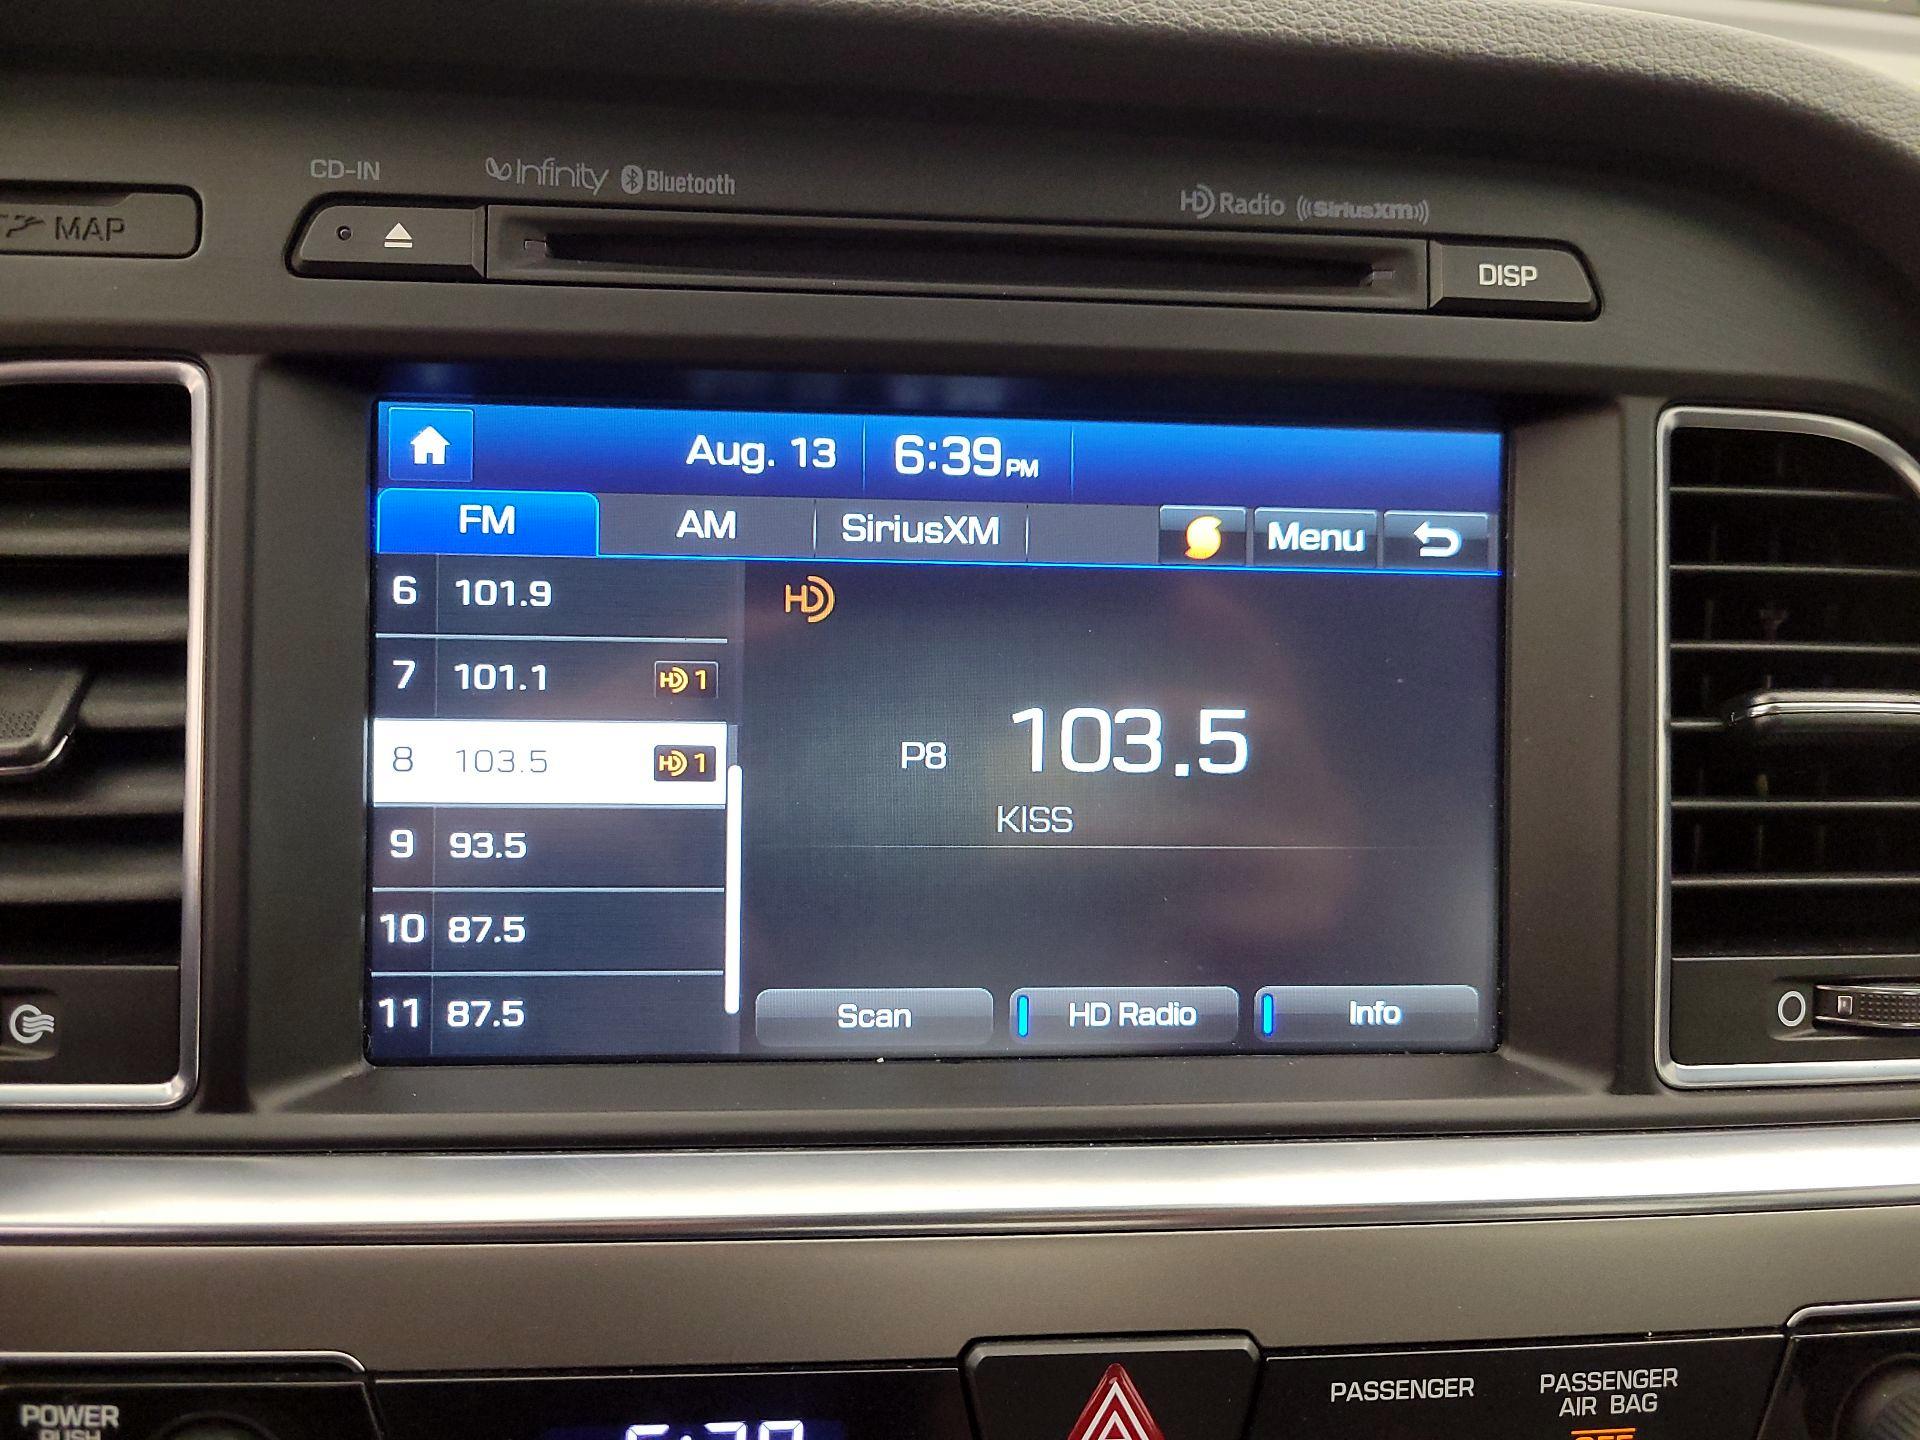 CD-IN
Infinity Bluetooth
HD Radio ((SiriusXM))
MAP
DISP
Aug. 13 6:39 PM
FM AM SiriusXM Menu
6 101.9
HD
7 101.1 HD 1
8 103.5 HD 1
P8 103.5
KISS
9 93.5
10 87.5
11 87.5
Scan HD Radio Info
PASSENGER
PASSENGER
AIR BAG
POWER
PUSH